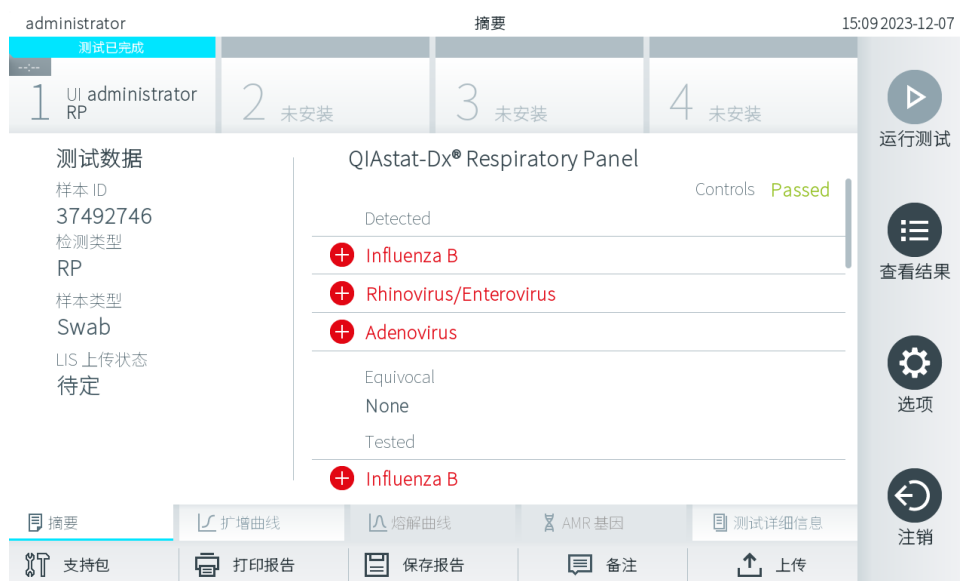 administrator
摘要
15:09 2023-12-07
测试已完成
--:--
1
UI administrator
RP
2 未安装
3 未安装
4 未安装
运行测试
测试数据
样本 ID
37492746
检测类型
RP
样本类型
Swab
LIS 上传状态
待定
QIAstat-Dx® Respiratory Panel
Controls Passed
Detected
Influenza B
Rhinovirus/Enterovirus
Adenovirus
Equivocal
None
Tested
Influenza B
查看结果
选项
注销
摘要
扩增曲线
熔解曲线
AMR 基因
测试详细信息
支持包
打印报告
保存报告
备注
上传